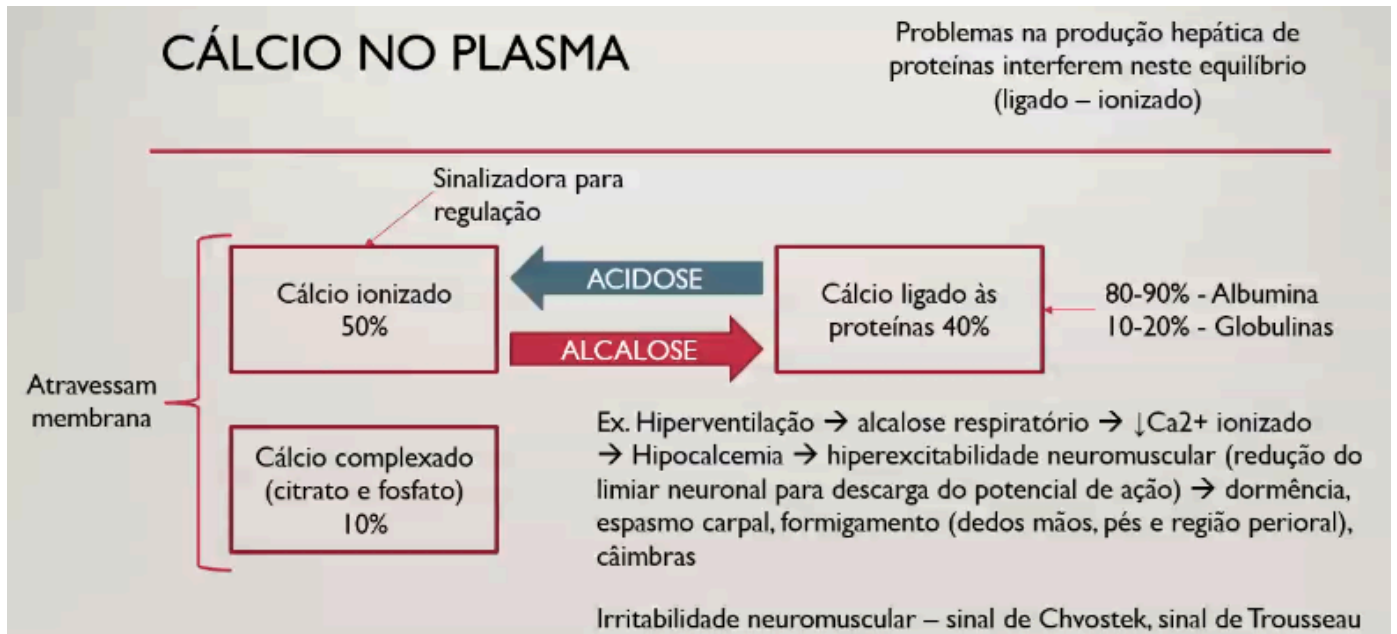 CÁLCIO NO PLASMA
Problemas na produção hepática de
proteínas interferem neste equilíbrio
(ligado – ionizado)
Sinalizadora para
regulação
Cálcio ionizado
50%
ACIDOSE
ALCALOSE
Cálcio ligado às
proteínas 40%
80-90% - Albumina
10-20% - Globulinas
Atravessam
membrana
Cálcio complexado
(citrato e fosfato)
10%
Ex. Hiperventilação → alcalose respiratório → ↓Ca2+ ionizado
→ Hipocalcemia → hiperexcitabilidade neuromuscular (redução do
limiar neuronal para descarga do potencial de ação) → dormência,
espasmo carpal, formigamento (dedos mãos, pés e região perioral),
câimbras
Irritabilidade neuromuscular – sinal de Chvostek, sinal de Trousseau